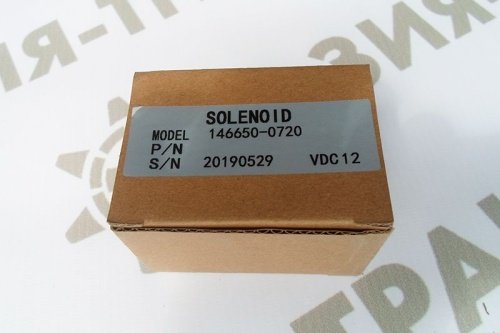 SOLENOID
MODEL 146650-0720
P/N
S/N 20190529 VDC12